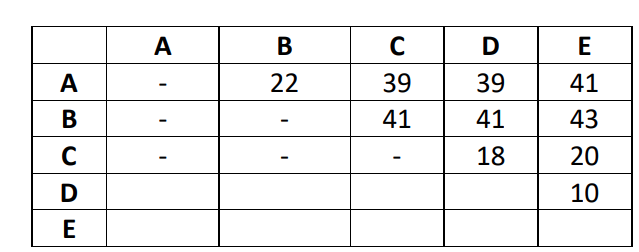 A B C D E
A - 22 39 39 41
B - - 41 41 43
C - - - 18 20
D 10
E